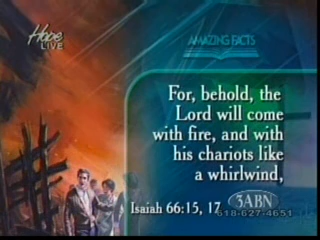 Hope
LIVE
AMAZING FACTS
For, behold, the
Lord will come
with fire, and with
his chariots like
a whirlwind,
Isaiah 66:15, 17
3ABN
618-627-4651